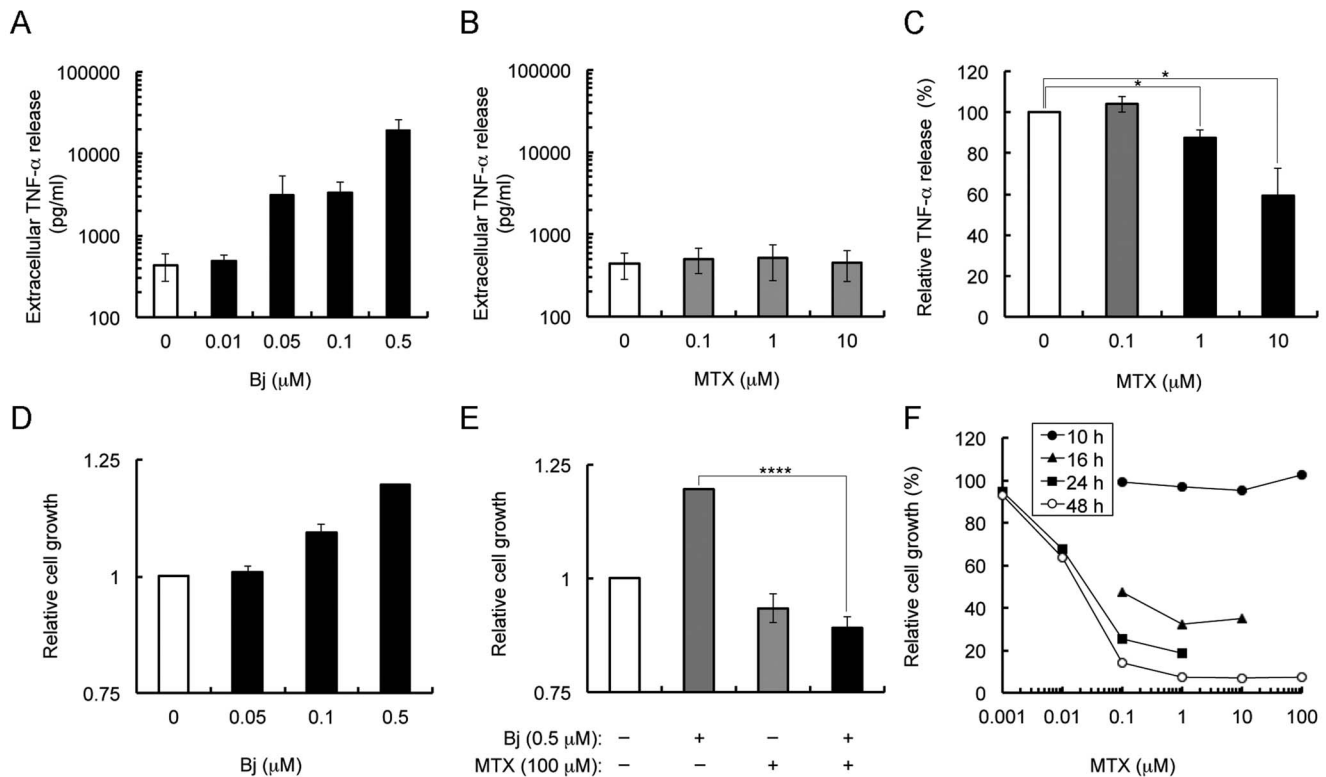 A
Extracellular TNF-α release
(pg/ml)
100000
10000
1000
100
0 0.01 0.05 0.1 0.5
Bj (μM)
B
Extracellular TNF-α release
(pg/ml)
100000
10000
1000
100
0 0.1 1 10
MTX (μM)
C
Relative TNF-α release (%)
120
100
80
60
40
20
0
*
*
0 0.1 1 10
MTX (μM)
D
Relative cell growth
1.25
1
0.75
0 0.05 0.1 0.5
Bj (μM)
E
Relative cell growth
1.25
1
0.75
****
Bj (0.5 μM): – + – +
MTX (100 μM): – – + +
F
Relative cell growth (%)
120
100
80
60
40
20
0
10 h
16 h
24 h
48 h
0.001 0.01 0.1 1 10 100
MTX (μM)